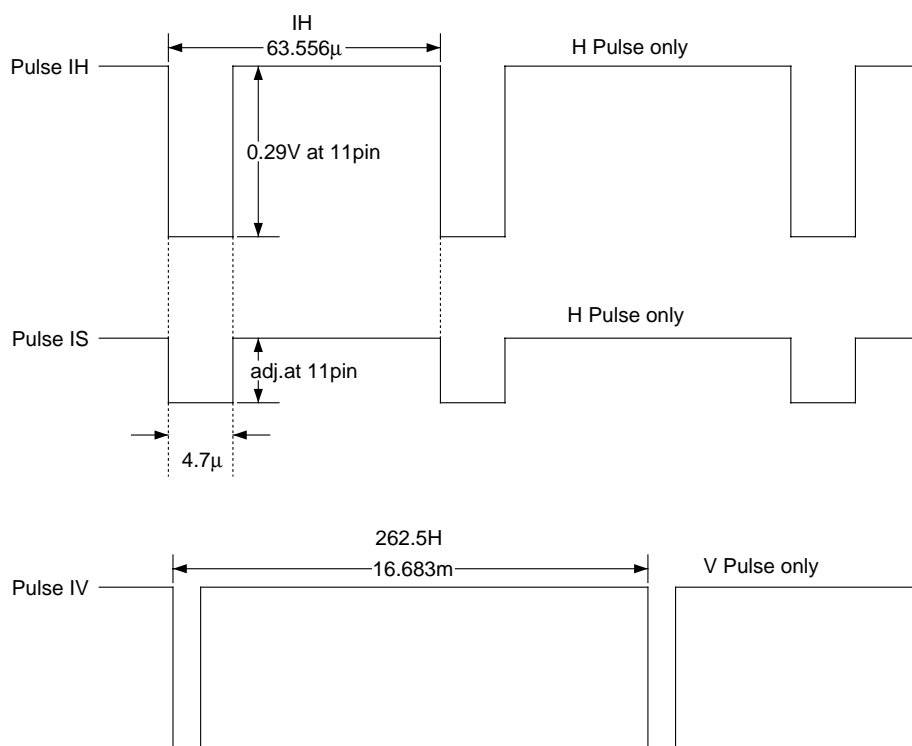 IH
63.556μ
H Pulse only
Pulse IH
0.29V at 11pin
H Pulse only
Pulse IS
adj.at 11pin
4.7μ
262.5H
16.683m
V Pulse only
Pulse IV